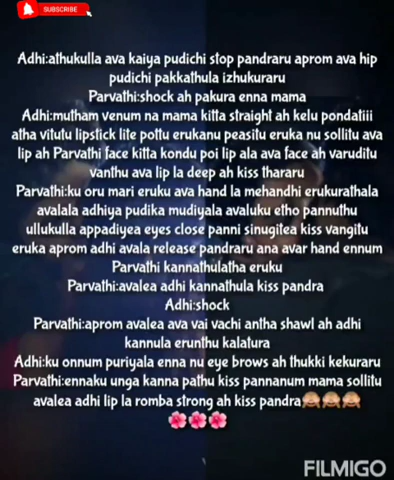 SUBSCRIBE
Adhi:athukulla ava kaiya pudichi stop pandraru aprom ava hip
pudichi pakkathula izhukuraru
Parvathi:shock ah pakura enna mama
Adhi:mutham venum na mama kitta straight ah kelu pondatiii
atha vitutu lipstick lite pottu erukanu peasitu eruka nu sollitu ava
lip ah Parvathi face kitta kondu poi lip ala ava face ah varuditu
vanthu ava lip la deep ah kiss thararu
Parvathi:ku oru mari eruku ava hand la mehandhi erukurathala
avalala adhiya pudika mudiyala avaluku etho pannuthu
ullukulla appadiyea eyes close panni sinugitea kiss vangitu
eruka aprom adhi avala release pandraru ana avar hand ennum
Parvathi kannathulatha eruku
Parvathi:avalea adhi kannathula kiss pandra
Adhi:shock
Parvathi:aprom avalea ava vai vachi antha shawl ah adhi
kannula erunthu kalatura
Adhi:ku onnum puriyala enna nu eye brows ah thukki kekuraru
Parvathi:ennaku unga kanna pathu kiss pannanum mama sollitu
avalea adhi lip la romba strong ah kiss pandra🙈🙈🙈
🌺🌺🌺
FILMIGO